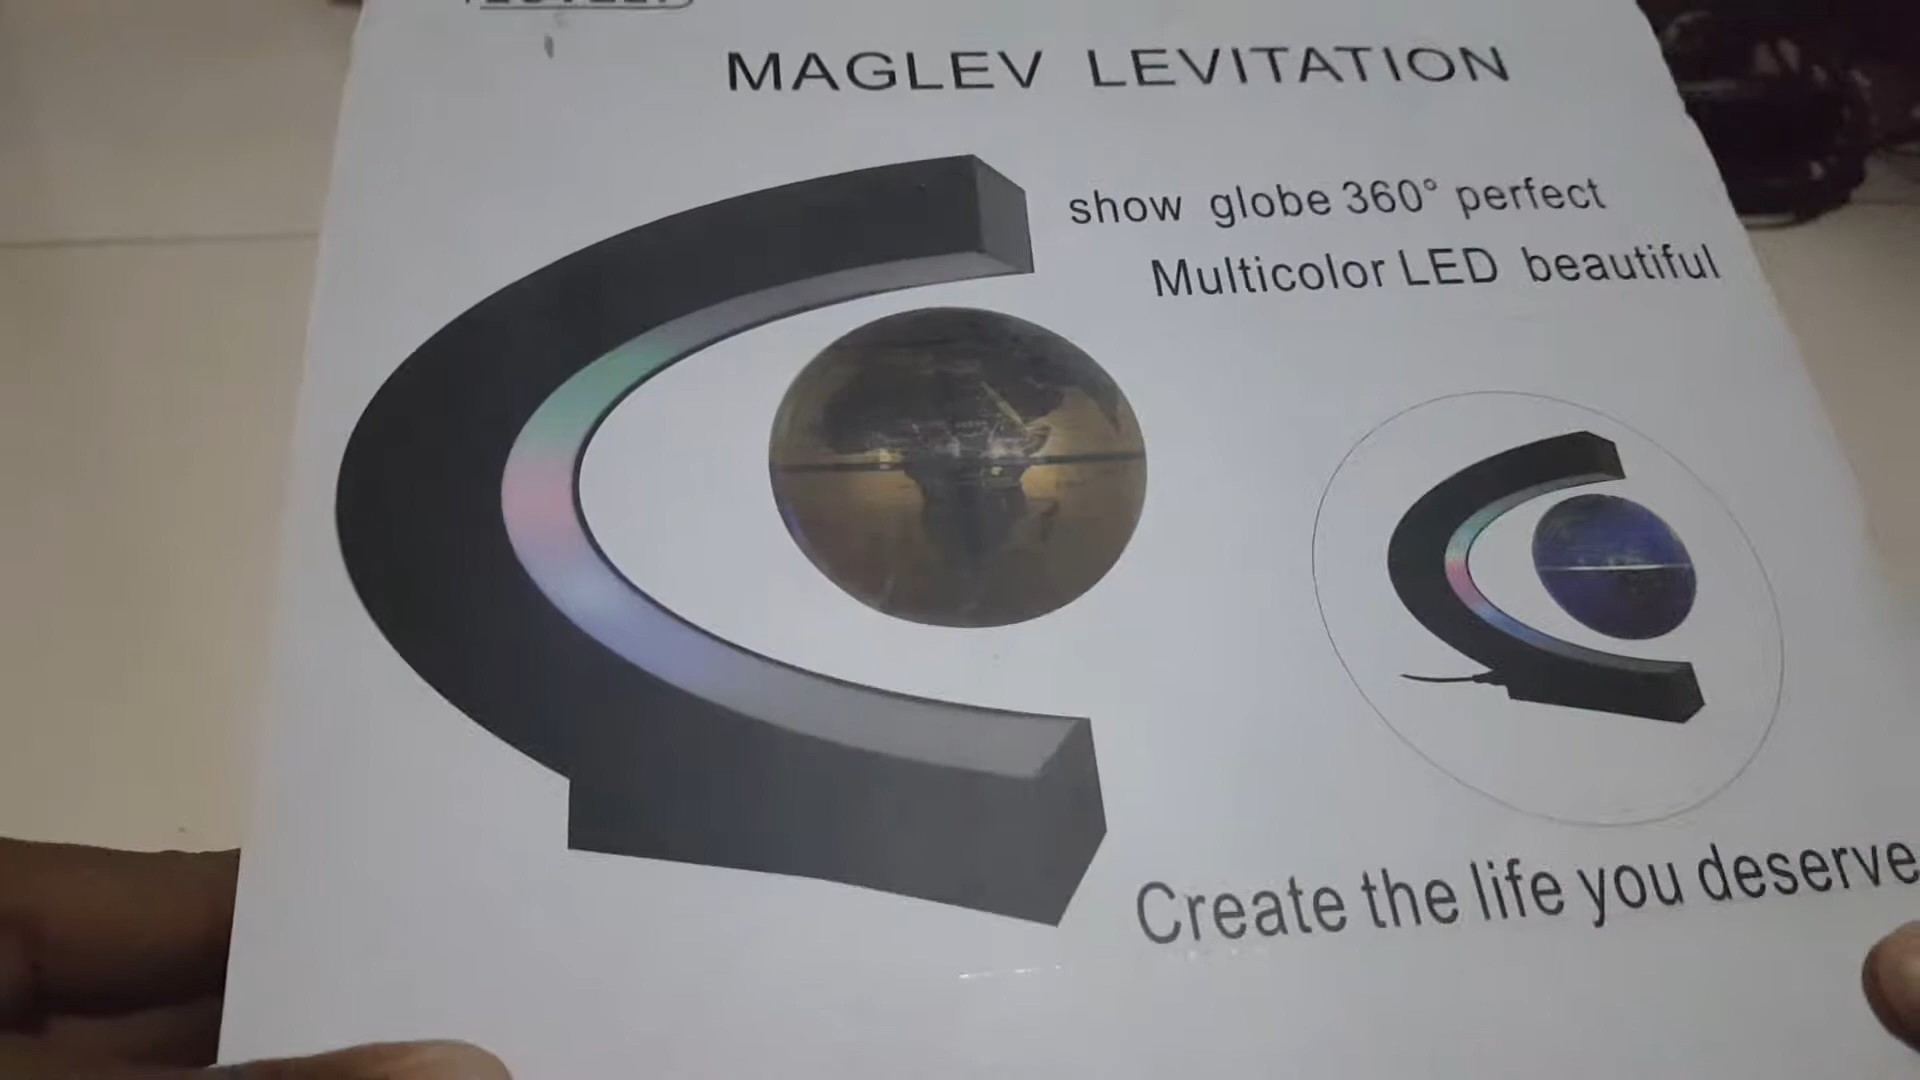 MAGLEV LEVITATION
show globe 360° perfect
Multicolor LED beautiful
Create the life you deserve